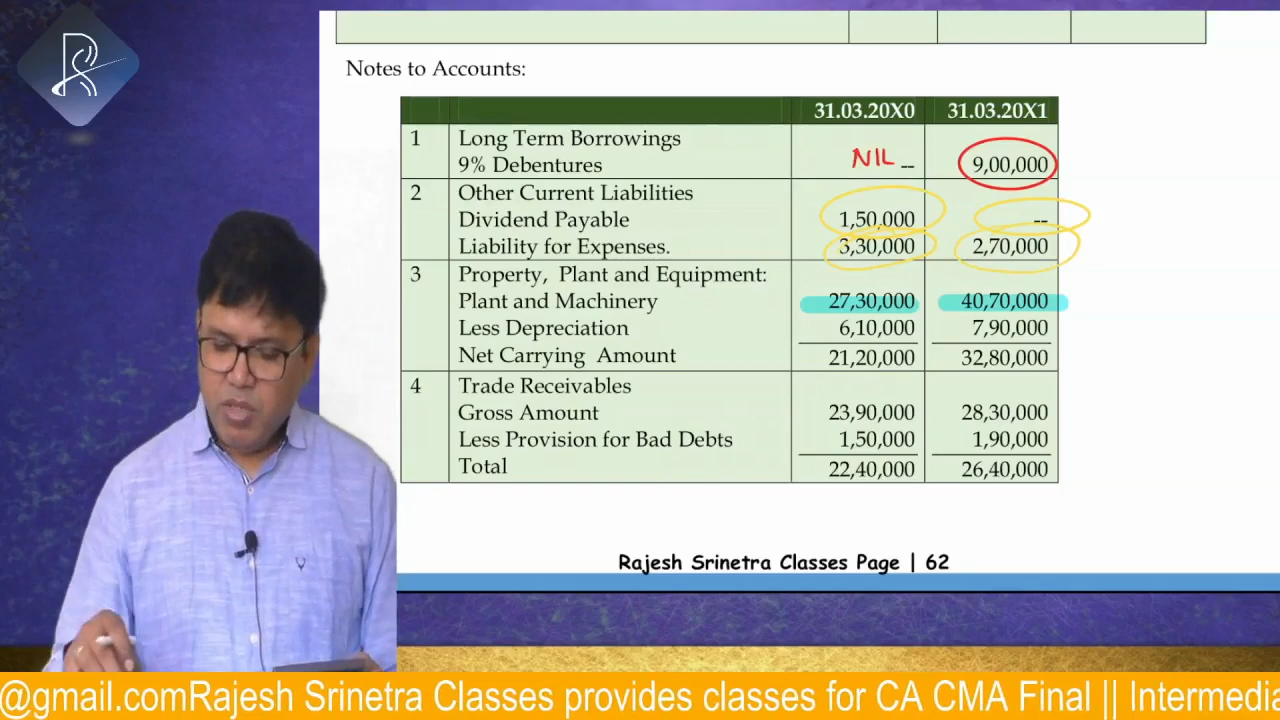 RS
Notes to Accounts:
31.03.20X0 31.03.20X1
1 Long Term Borrowings
9% Debentures NIL -- 9,00,000
2 Other Current Liabilities
Dividend Payable 1,50,000 --
Liability for Expenses. 3,30,000 2,70,000
3 Property, Plant and Equipment:
Plant and Machinery 27,30,000 40,70,000
Less Depreciation 6,10,000 7,90,000
Net Carrying Amount 21,20,000 32,80,000
4 Trade Receivables
Gross Amount 23,90,000 28,30,000
Less Provision for Bad Debts 1,50,000 1,90,000
Total 22,40,000 26,40,000
Rajesh Srinetra Classes Page | 62
@gmail.comRajesh Srinetra Classes provides classes for CA CMA Final || Intermedia